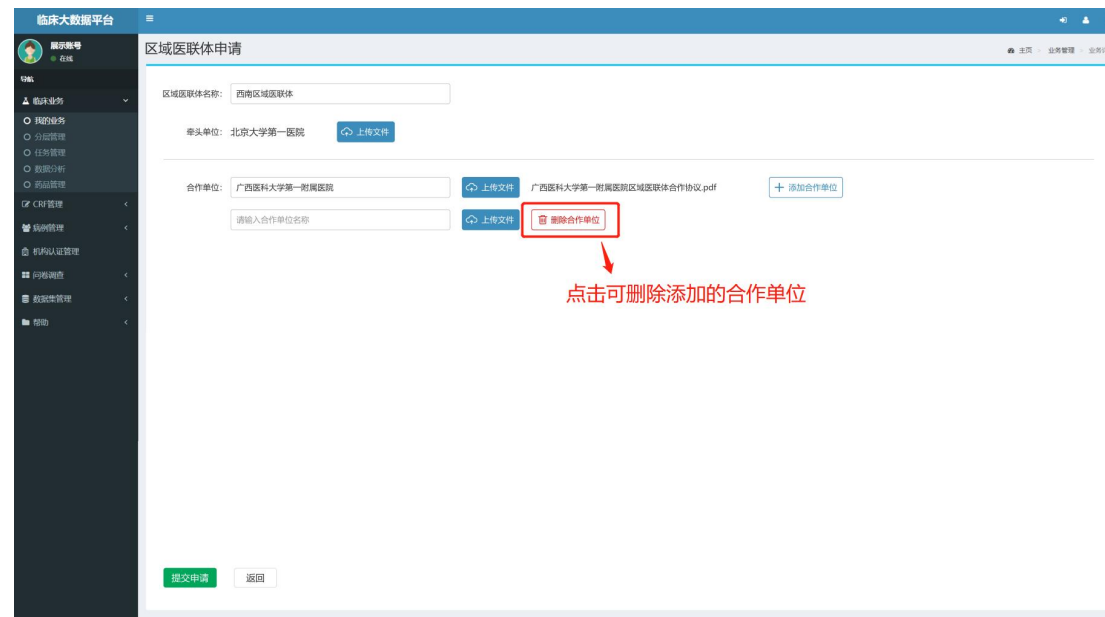 临床大数据平台
展示账号
在线
区域医联体申请
主页 业务管理
导航
临床业务
我的业务
分层管理
任务管理
数据分析
药品管理
CRF管理
病例管理
机构认证管理
问卷调查
数据集管理
帮助
区域医联体名称: 西南区域医联体
牵头单位: 北京大学第一医院 上传文件
合作单位: 广西医科大学第一附属医院 上传文件 广西医科大学第一附属医院区域医联体合作协议.pdf 添加合作单位
请输入合作单位名称 上传文件 删除合作单位
点击可删除添加的合作单位
提交申请 返回